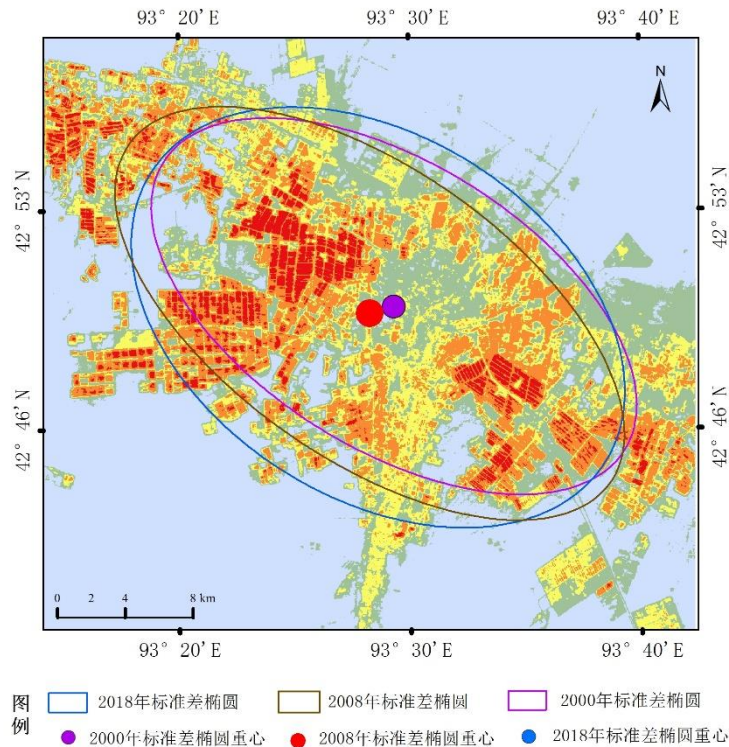 93° 20′ E 93° 30′ E 93° 40′ E
N
42° 53′ N
42° 53′ N
42° 46′ N
42° 46′ N
0 2 4 8 km
93° 20′ E 93° 30′ E 93° 40′ E
图例
2018年标准差椭圆 2008年标准差椭圆 2000年标准差椭圆
2000年标准差椭圆重心 2008年标准差椭圆重心 2018年标准差椭圆重心